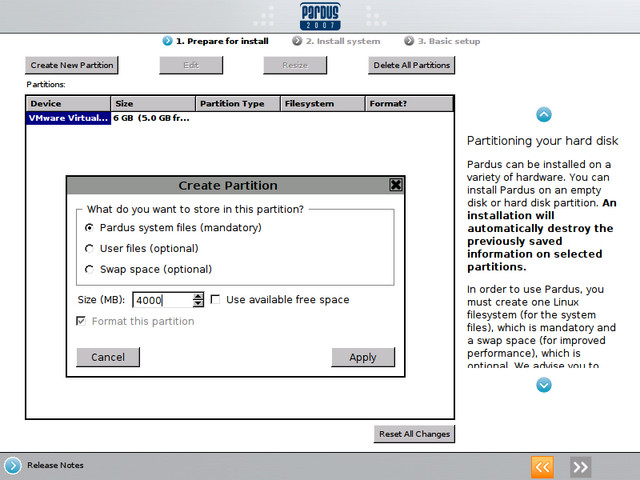 PARDUS
2007
1. Prepare for install
2. Install system
3. Basic setup
Create New Partition
Edit
Resize
Delete All Partitions
Partitions:
Device Size Partition Type Filesystem Format?
VMware Virtual... 6 GB (5.0 GB fr...
Create Partition
What do you want to store in this partition?
Pardus system files (mandatory)
User files (optional)
Swap space (optional)
Size (MB): 4000 Use available free space
Format this partition
Cancel
Apply
Reset All Changes
Partitioning your hard disk
Pardus can be installed on a
variety of hardware. You can
install Pardus on an empty
disk or hard disk partition. An
installation will
automatically destroy the
previously saved
information on selected
partitions.
In order to use Pardus, you
must create one Linux
filesystem (for the system
files), which is mandatory and
a swap space (for improved
performance), which is
optional. We advise you to
Release Notes